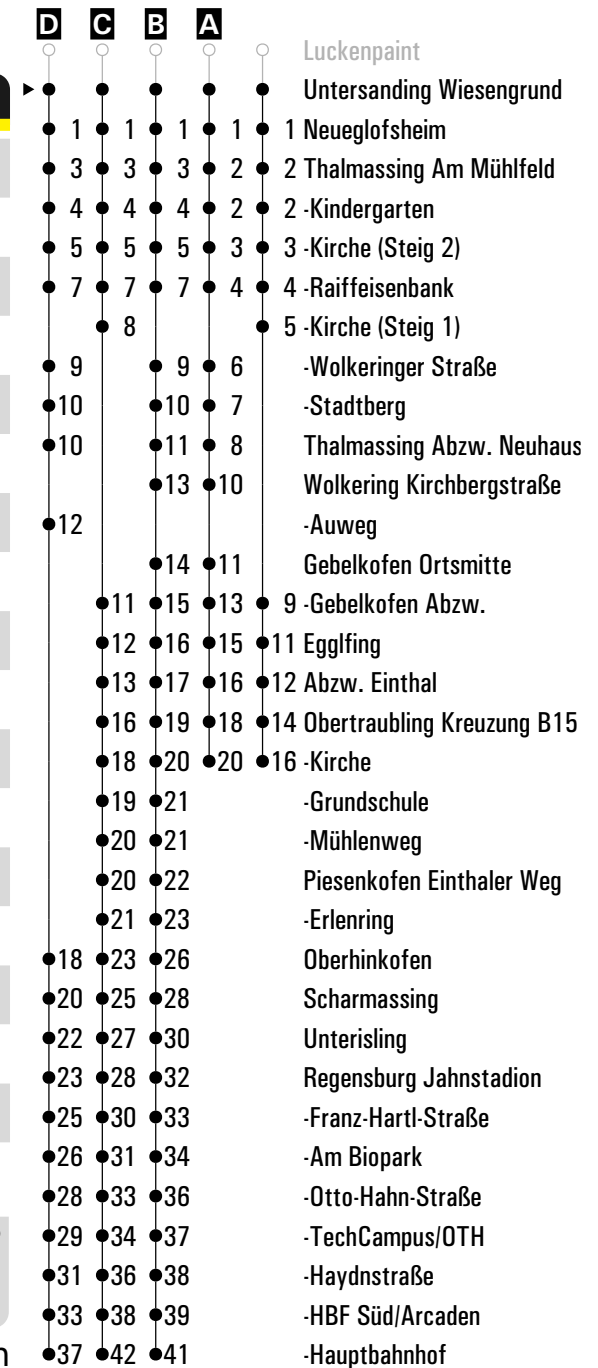 D C B A
Luckenpaint
Untersanding Wiesengrund
1 1 1 1 1 Neueglofsheim
3 3 3 2 2 Thalmassing Am Mühlfeld
4 4 4 2 2 -Kindergarten
5 5 5 3 3 -Kirche (Steig 2)
7 7 7 4 4 -Raiffeisenbank
8 5 -Kirche (Steig 1)
9 9 6 -Wolkeringer Straße
10 10 7 -Stadtberg
10 11 8 Thalmassing Abzw. Neuhaus
13 10 Wolkering Kirchbergstraße
12 -Auweg
14 11 Gebelkofen Ortsmitte
11 15 13 9 -Gebelkofen Abzw.
12 16 15 11 Egglfing
13 17 16 12 Abzw. Einthal
16 19 18 14 Obertraubling Kreuzung B15
18 20 20 16 -Kirche
19 21 -Grundschule
20 21 -Mühlenweg
20 22 Piesenkofen Einthaler Weg
21 23 -Erlenring
18 23 26 Oberhinkofen
20 25 28 Scharmassing
22 27 30 Unterisling
23 28 32 Regensburg Jahnstadion
25 30 33 -Franz-Hartl-Straße
26 31 34 -Am Biopark
28 33 36 -Otto-Hahn-Straße
29 34 37 -TechCampus/OTH
31 36 38 -Haydnstraße
33 38 39 -HBF Süd/Arcaden
37 42 41 -Hauptbahnhof